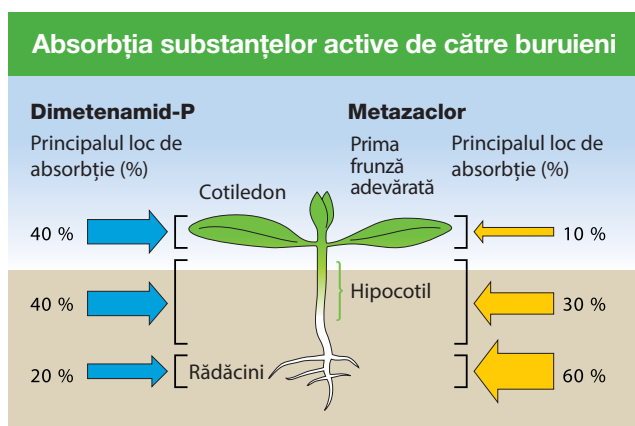 Absorbția substanțelor active de către buruieni
Dimetenamid-P
Principalul loc de
absorbție (%)
Metazaclor
Prima
frunză
adevărată
Principalul loc de
absorbție (%)
Cotiledon
40 %
10 %
40 %
Hipocotil
30 %
20 %
Rădăcini
60 %